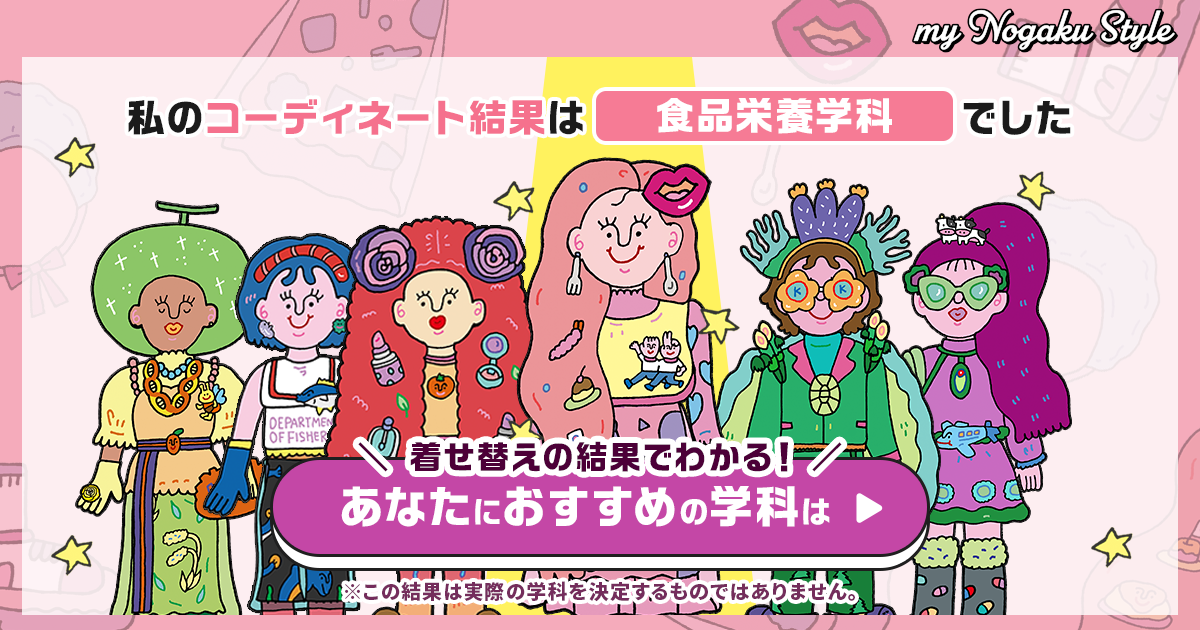 my Nogaku Style
私のコーディネート結果は 食品栄養学科 でした
K K
DEPARTMEN
OF FISHER
着せ替えの結果でわかる!
あなたにおすすめの学科は
※この結果は実際の学科を決定するものではありません。